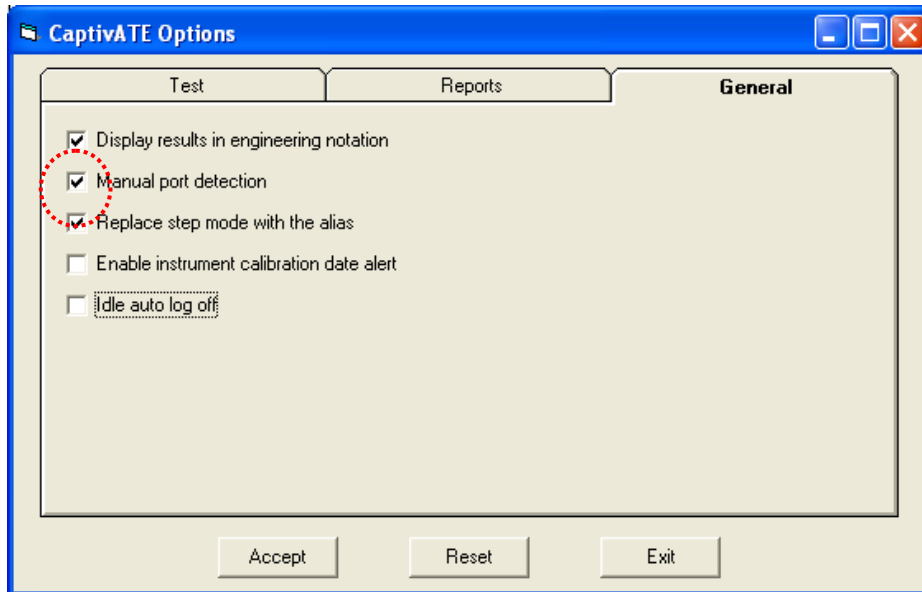 CaptivATE Options
Test Reports General
Display results in engineering notation
Manual port detection
Replace step mode with the alias
Enable instrument calibration date alert
Idle auto log off
Accept Reset Exit